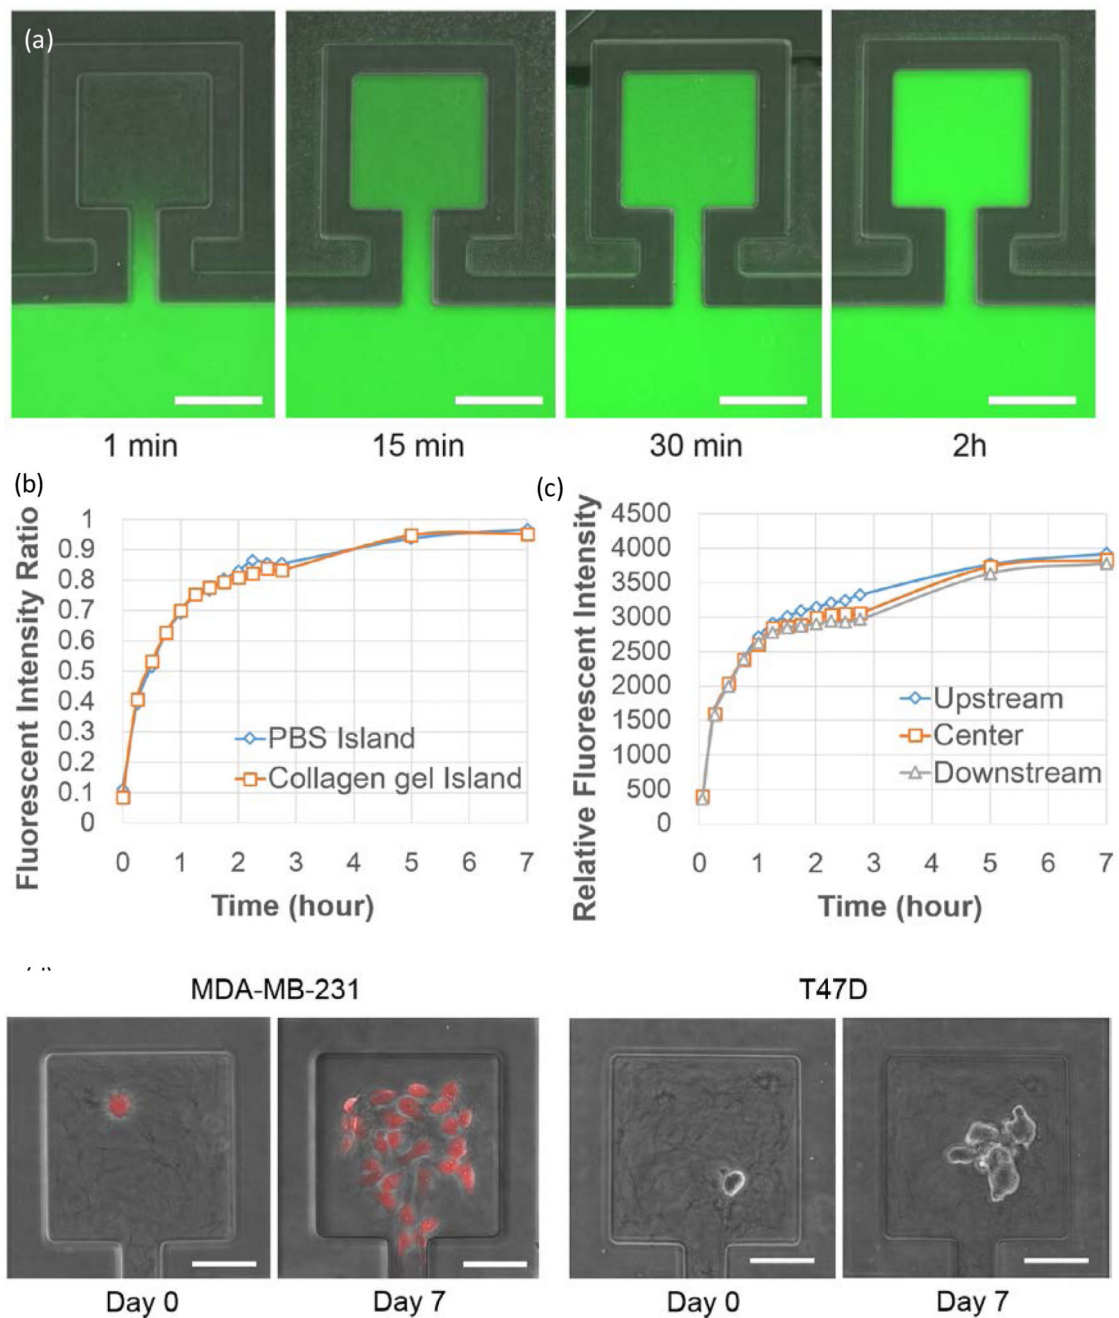 (a)
1 min 15 min 30 min 2h
(b)
(c)
Fluorescent Intensity Ratio
1
0.9
0.8
0.7
0.6
0.5
0.4
0.3
0.2
0.1
0
PBS Island
Collagen gel Island
0 1 2 3 4 5 6 7
Time (hour)
Relative Fluorescent Intensity
4500
4000
3500
3000
2500
2000
1500
1000
500
0
Upstream
Center
Downstream
0 1 2 3 4 5 6 7
Time (hour)
MDA-MB-231 T47D
Day 0 Day 7 Day 0 Day 7